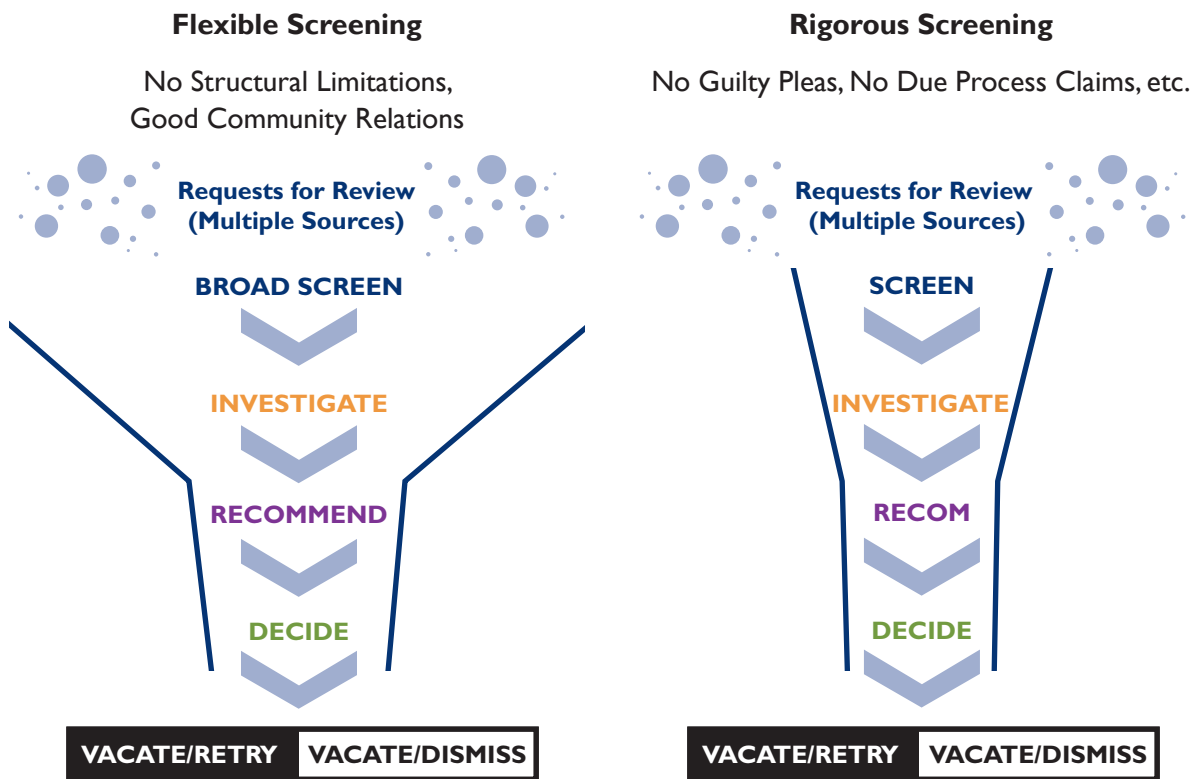 Flexible Screening
No Structural Limitations,
Good Community Relations
Requests for Review
(Multiple Sources)
BROAD SCREEN
INVESTIGATE
RECOMMEND
DECIDE
VACATE/RETRY
VACATE/DISMISS
Rigorous Screening
No Guilty Pleas, No Due Process Claims, etc.
Requests for Review
(Multiple Sources)
SCREEN
INVESTIGATE
RECOM
DECIDE
VACATE/RETRY
VACATE/DISMISS